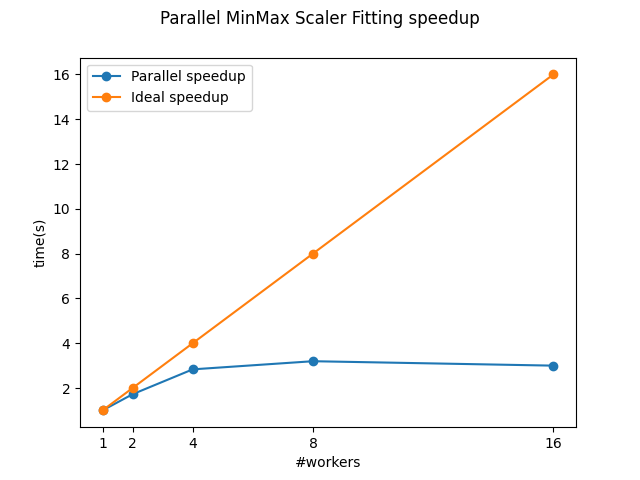 Parallel MinMax Scaler Fitting speedup
Parallel speedup
Ideal speedup
16
14
12
10
8
6
4
2
time(s)
1 2 4 8 16
#workers